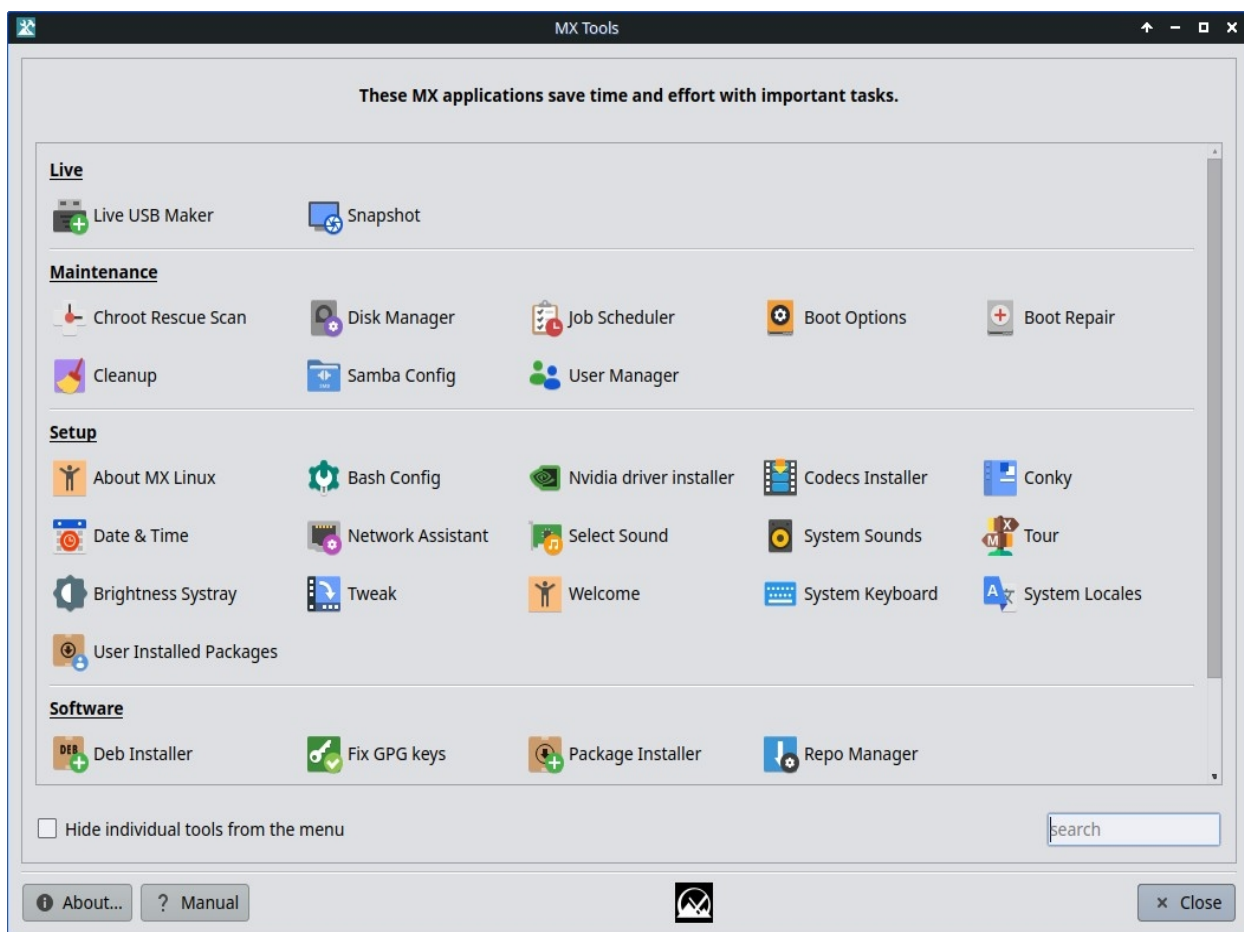 MX Tools
These MX applications save time and effort with important tasks.
Live
Live USB Maker Snapshot
Maintenance
Chroot Rescue Scan Disk Manager Job Scheduler Boot Options Boot Repair
Cleanup Samba Config User Manager
Setup
About MX Linux Bash Config Nvidia driver installer Codecs Installer Conky
Date & Time Network Assistant Select Sound System Sounds Tour
Brightness Systray Tweak Welcome System Keyboard System Locales
User Installed Packages
Software
Deb Installer Fix GPG keys Package Installer Repo Manager
Hide individual tools from the menu search
About... ? Manual Close